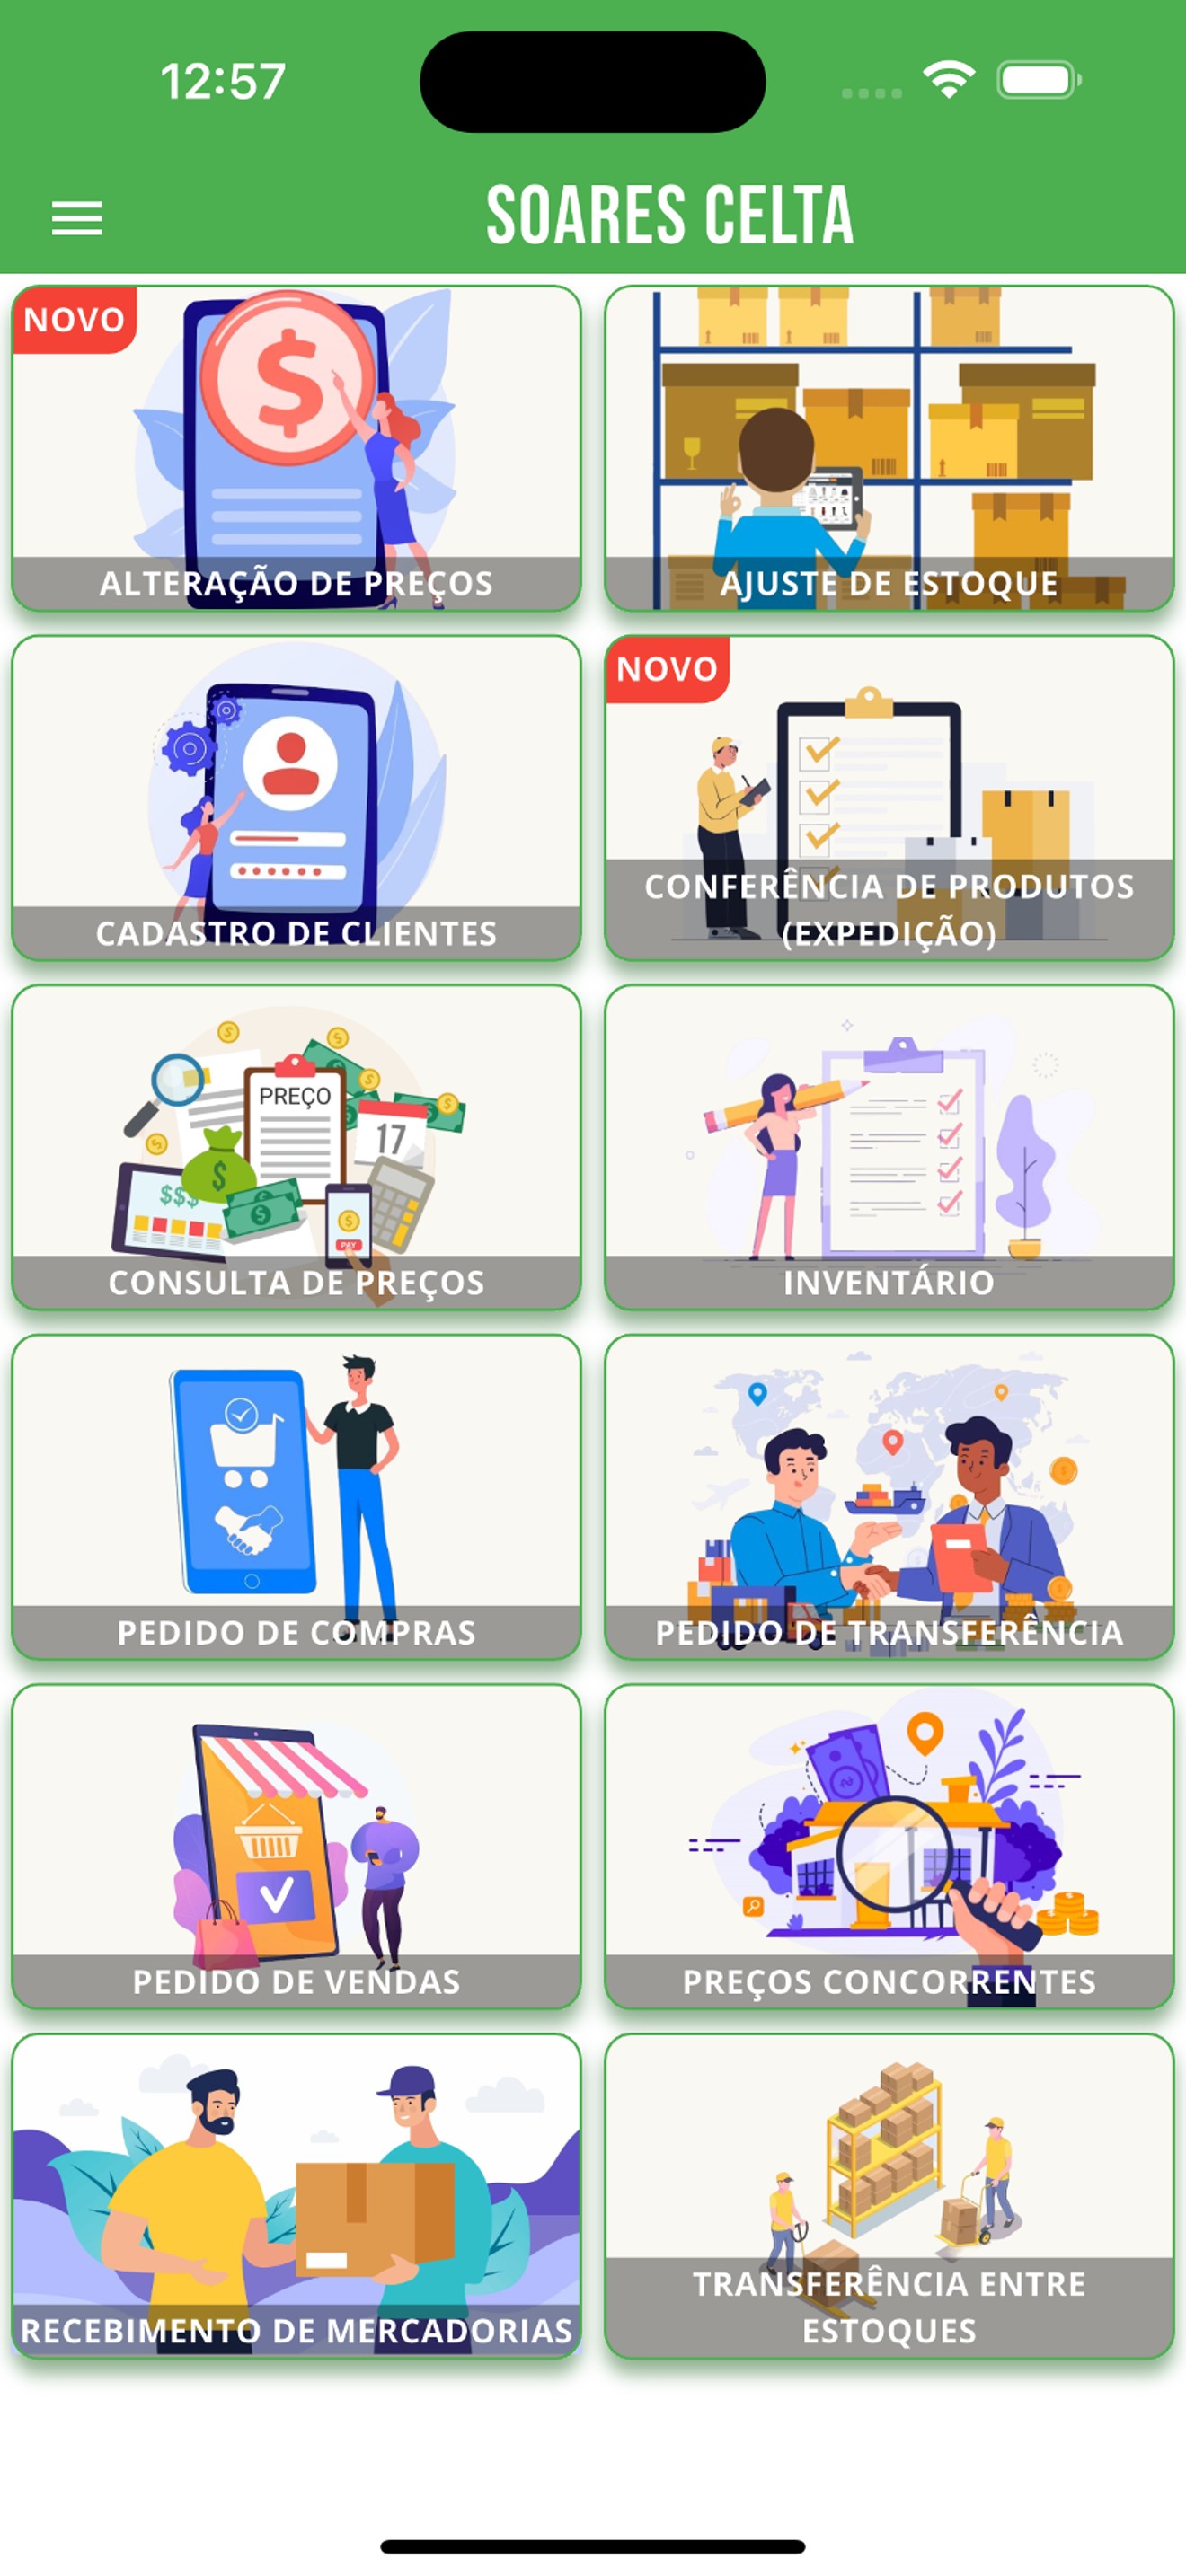 12:57
SOARES CELTA
NOVO
ALTERAÇÃO DE PREÇOS
AJUSTE DE ESTOQUE
CADASTRO DE CLIENTES
NOVO
CONFERÊNCIA DE PRODUTOS
(EXPEDIÇÃO)
PREÇO
17
$$$
PAY
CONSULTA DE PREÇOS
INVENTÁRIO
PEDIDO DE COMPRAS
PEDIDO DE TRANSFERÊNCIA
PEDIDO DE VENDAS
PREÇOS CONCORRENTES
RECEBIMENTO DE MERCADORIAS
TRANSFERÊNCIA ENTRE
ESTOQUES